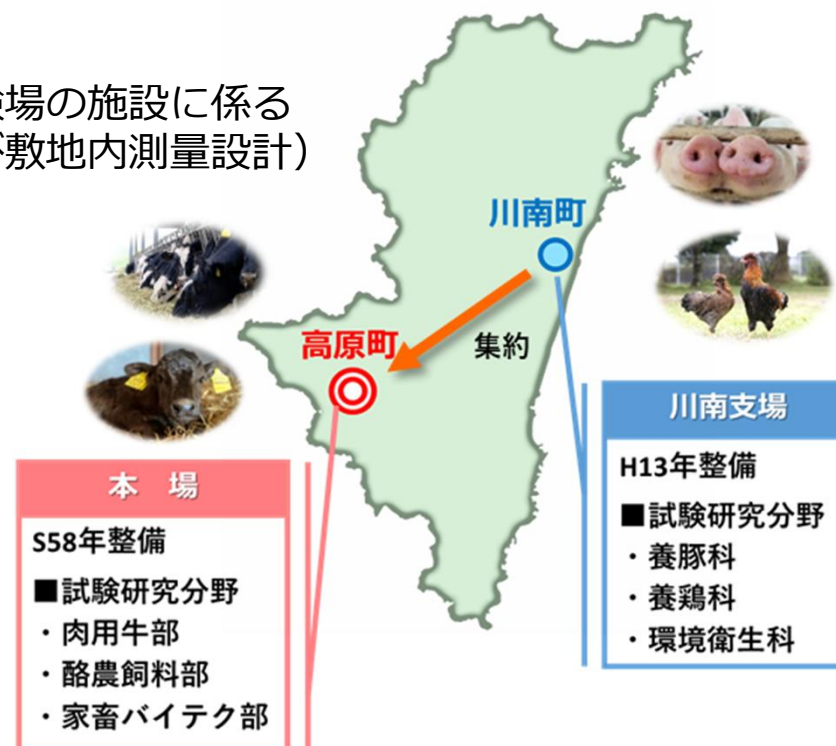 験場の施設に係る
敷地内測量設計）
川南町
高原町
集約
川南支場
H13年整備
■試験研究分野
・養豚科
・養鶏科
・環境衛生科
本 場
S58年整備
■試験研究分野
・肉用牛部
・酪農飼料部
・家畜バイテク部